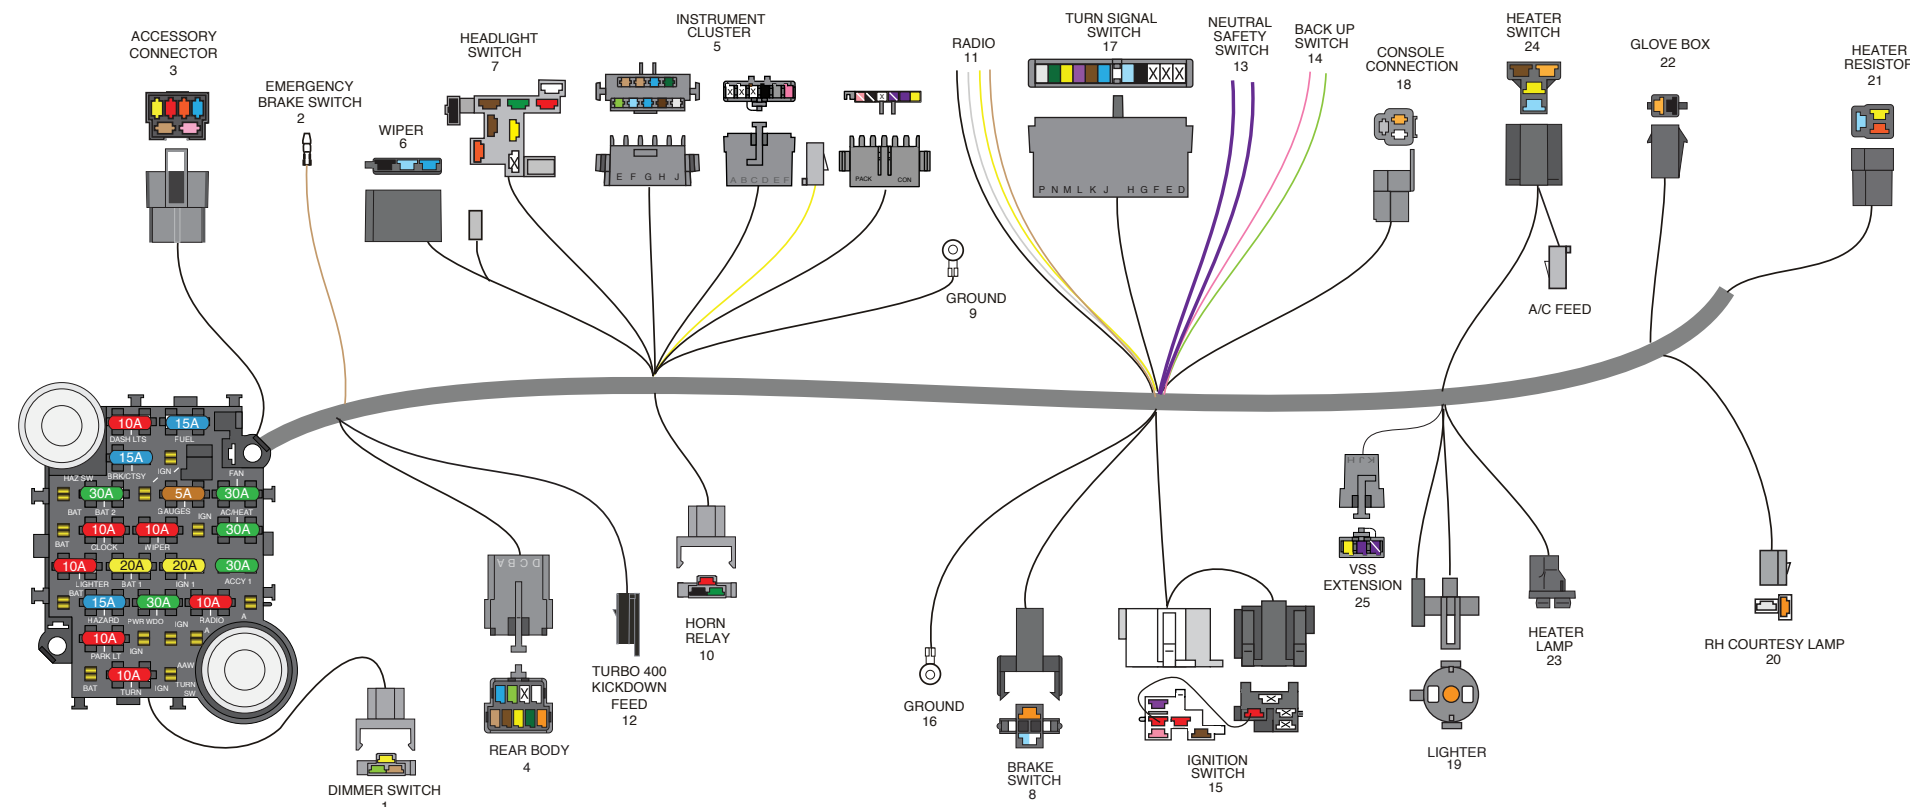 ACCESSORY
CONNECTOR
3
EMERGENCY
BRAKE SWITCH
2
WIPER
6
HEADLIGHT
SWITCH
7
INSTRUMENT
CLUSTER
5
RADIO
11
TURN SIGNAL
SWITCH
17
NEUTRAL
SAFETY
SWITCH
13
BACK UP
SWITCH
14
CONSOLE
CONNECTION
18
HEATER
SWITCH
24
GLOVE BOX
22
HEATER
RESISTOR
21
E F G H J
A B C D E F
PACK CON
P N M L K J H G F E D
GROUND
9
A/C FEED
10A 15A
DASH LTS FUEL
15A
BRK/CTSY IGN FAN
HAZ SW
30A 5A 30A
BAT BAT 2 GAUGES IGN AC/HEAT
10A 10A 30A
BAT CLOCK WIPER
10A 20A 20A 30A
LIGHTER BAT 1 IGN 1 ACCY 1
BAT
15A 30A 10A
HAZARD PWR WDO IGN RADIO A
A
10A
PARK LT IGN
AAW
10A
BAT TURN IGN TURN
SW
DIMMER SWITCH
1
D C B A
REAR BODY
4
TURBO 400
KICKDOWN
FEED
12
HORN
RELAY
10
GROUND
16
BRAKE
SWITCH
8
IGNITION
SWITCH
15
K J H
VSS
EXTENSION
25
LIGHTER
19
HEATER
LAMP
23
RH COURTESY LAMP
20